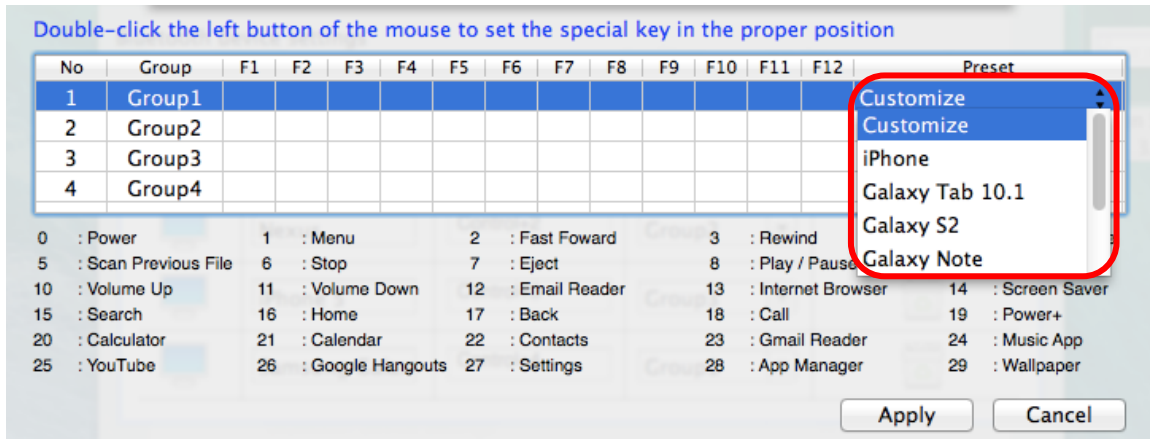 Double-click the left button of the mouse to set the special key in the proper position
No Group F1 F2 F3 F4 F5 F6 F7 F8 F9 F10 F11 F12 Preset
1 Group1 Customize
2 Group2 Customize
3 Group3 iPhone
4 Group4 Galaxy Tab 10.1
Galaxy S2
Galaxy Note
0 : Power 1 : Menu 2 : Fast Foward 3 : Rewind
5 : Scan Previous File 6 : Stop 7 : Eject 8 : Play / Pause
10 : Volume Up 11 : Volume Down 12 : Email Reader 13 : Internet Browser 14 : Screen Saver
15 : Search 16 : Home 17 : Back 18 : Call 19 : Power+
20 : Calculator 21 : Calendar 22 : Contacts 23 : Gmail Reader 24 : Music App
25 : YouTube 26 : Google Hangouts 27 : Settings 28 : App Manager 29 : Wallpaper
Apply Cancel